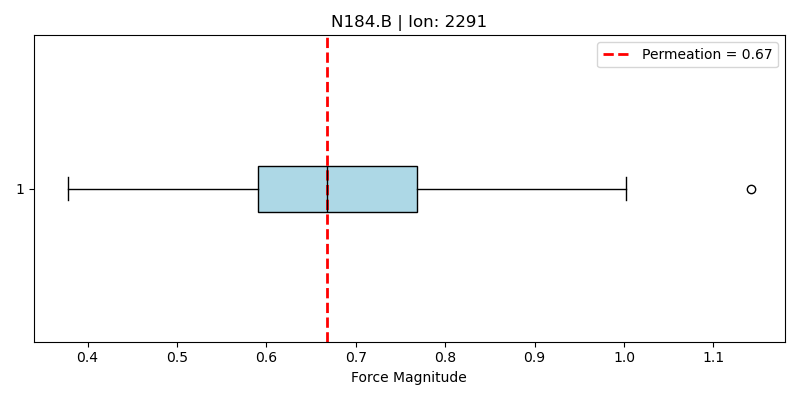 N184.B | Ion: 2291
Permeation = 0.67
1
0.4 0.5 0.6 0.7 0.8 0.9 1.0 1.1
Force Magnitude